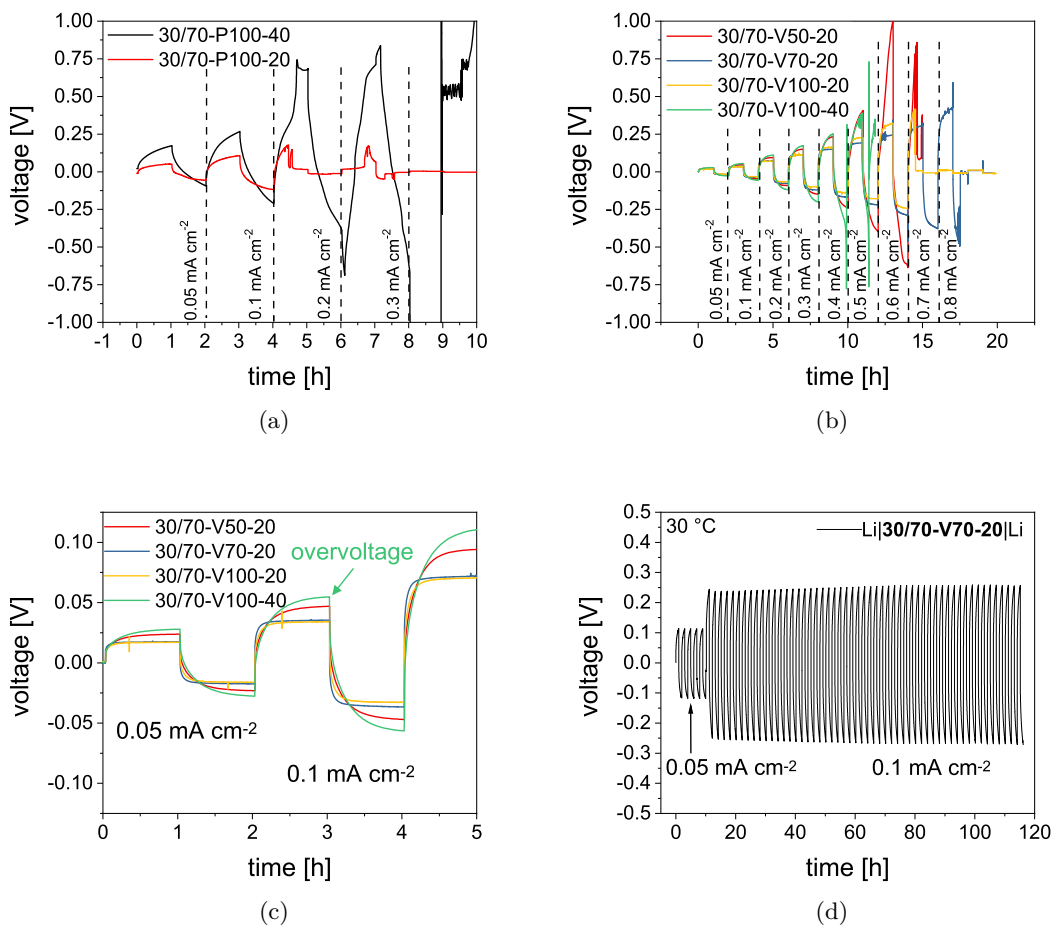 1.00
0.75
0.50
0.25
0.00
-0.25
-0.50
-0.75
-1.00
voltage [V]
30/70-P100-40
30/70-P100-20
0.05 mA cm-2
0.1 mA cm-2
0.2 mA cm-2
0.3 mA cm-2
-1 0 1 2 3 4 5 6 7 8 9 10
time [h]
(a)
1.00
0.75
0.50
0.25
0.00
-0.25
-0.50
-0.75
-1.00
voltage [V]
30/70-V50-20
30/70-V70-20
30/70-V100-20
30/70-V100-40
0.05 mA cm-2
0.1 mA cm-2
0.2 mA cm-2
0.3 mA cm-2
0.4 mA cm-2
0.5 mA cm-2
0.6 mA cm-2
0.7 mA cm-2
0.8 mA cm-2
0 5 10 15 20
time [h]
(b)
0.10
0.05
0.00
-0.05
-0.10
voltage [V]
30/70-V50-20
30/70-V70-20
30/70-V100-20
30/70-V100-40
overvoltage
0.05 mA cm-2
0.1 mA cm-2
0 1 2 3 4 5
time [h]
(c)
0.5
0.4
0.3
0.2
0.1
0.0
-0.1
-0.2
-0.3
-0.4
0.5
voltage [V]
30 °C
Li|30/70-V70-20|Li
0.05 mA cm-2
0.1 mA cm-2
0 20 40 60 80 100 120
time [h]
(d)